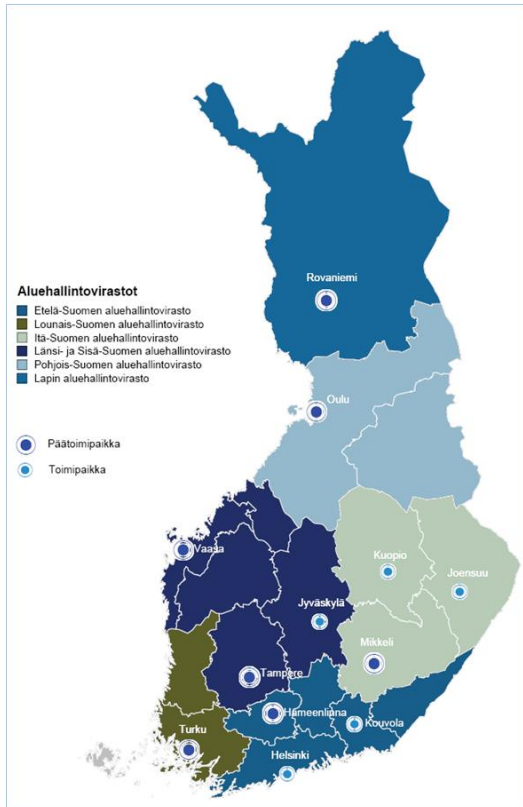 Rovaniemi
Aluehallintovirastot
Etelä-Suomen aluehallintovirasto
Lounais-Suomen aluehallintovirasto
Itä-Suomen aluehallintovirasto
Länsi- ja Sisä-Suomen aluehallintovirasto
Pohjois-Suomen aluehallintovirasto
Lapin aluehallintovirasto
Oulu
Päätoimipaikka
Toimipaikka
Vaasa
Kuopio
Joensuu
Jyväskylä
Mikkeli
Tampere
Hämeenlinna
Kouvola
Turku
Helsinki